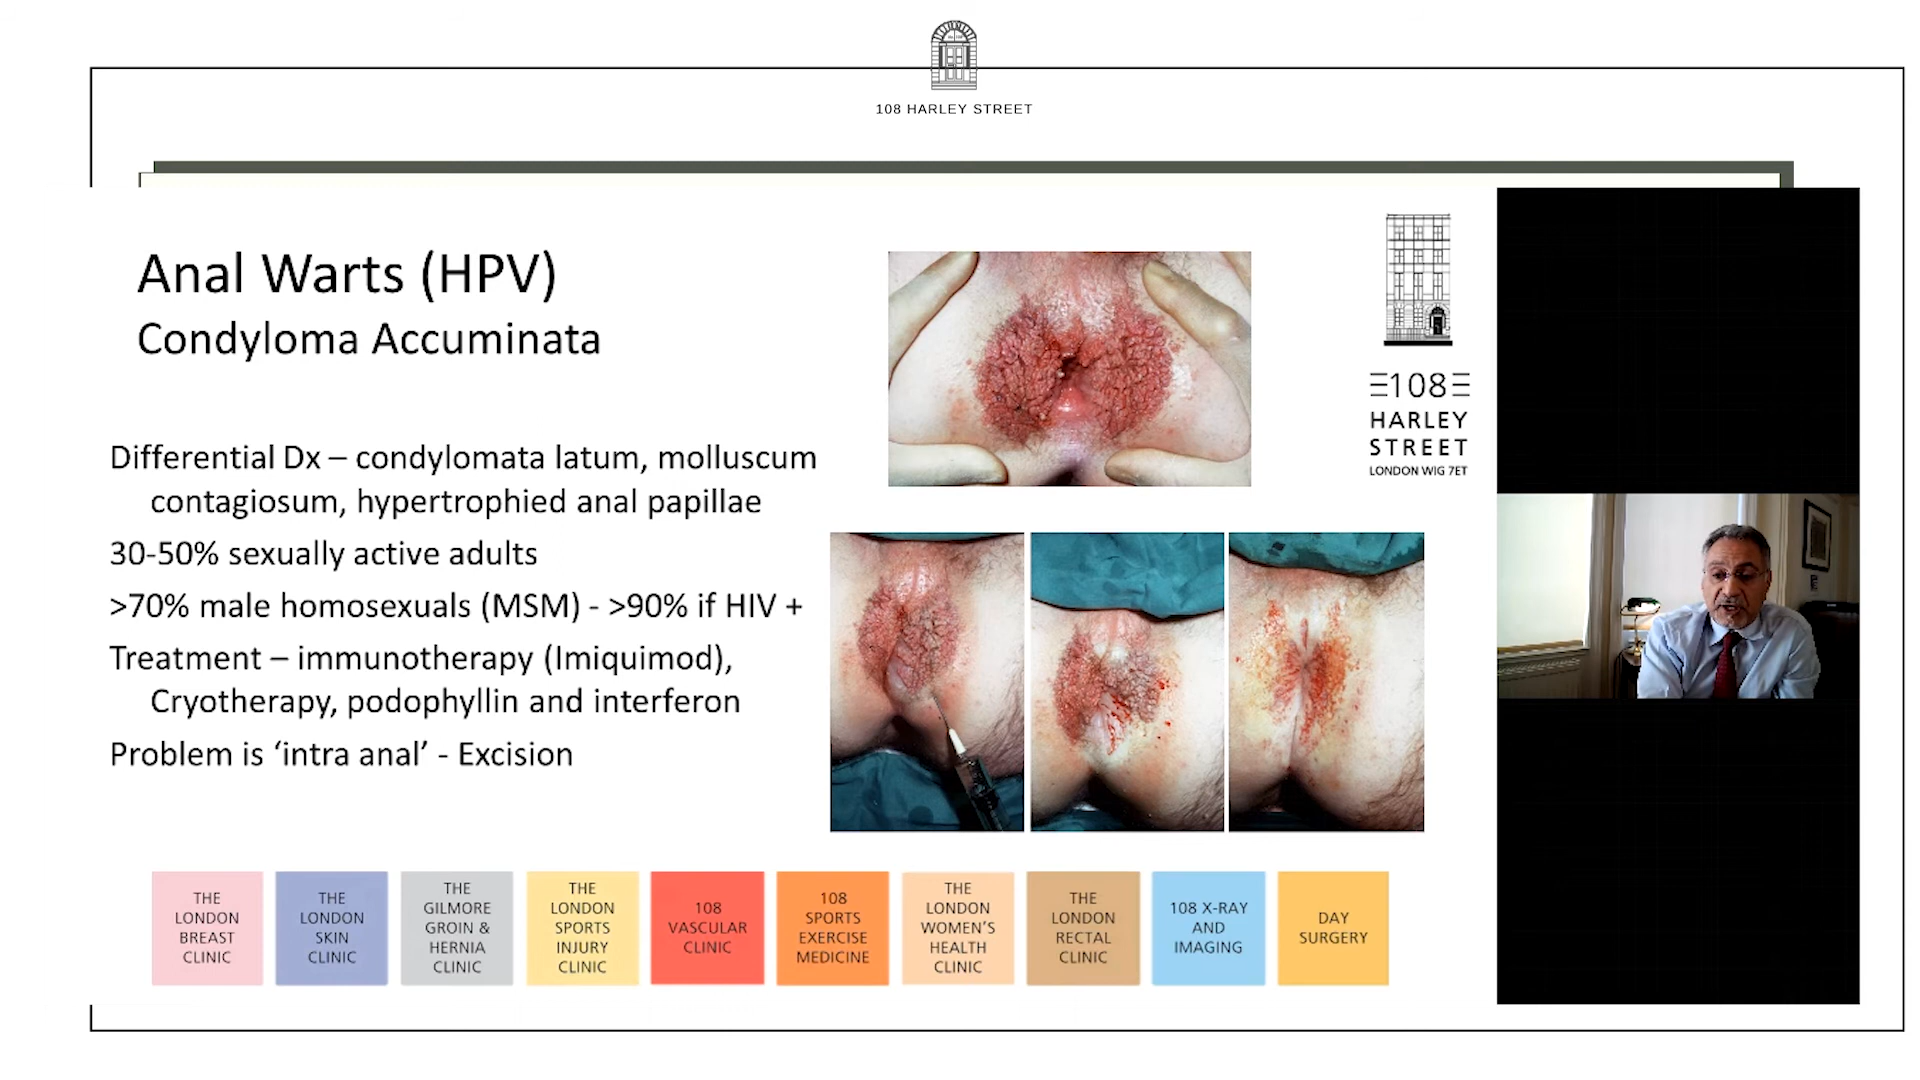 108 HARLEY STREET
Anal Warts (HPV)
Condyloma Accuminata
Differential Dx – condylomata latum, molluscum
contagiosum, hypertrophied anal papillae
30-50% sexually active adults
>70% male homosexuals (MSM) - >90% if HIV +
Treatment – immunotherapy (Imiquimod),
Cryotherapy, podophyllin and interferon
Problem is ‘intra anal’ - Excision
108
HARLEY
STREET
LONDON W1G 7ET
THE
LONDON
BREAST
CLINIC
THE
LONDON
SKIN
CLINIC
THE
GILMORE
GROIN &
HERNIA
CLINIC
THE
LONDON
SPORTS
INJURY
CLINIC
108
VASCULAR
CLINIC
108
SPORTS
EXERCISE
MEDICINE
THE
LONDON
WOMEN'S
HEALTH
CLINIC
THE
LONDON
RECTAL
CLINIC
108 X-RAY
AND
IMAGING
DAY
SURGERY